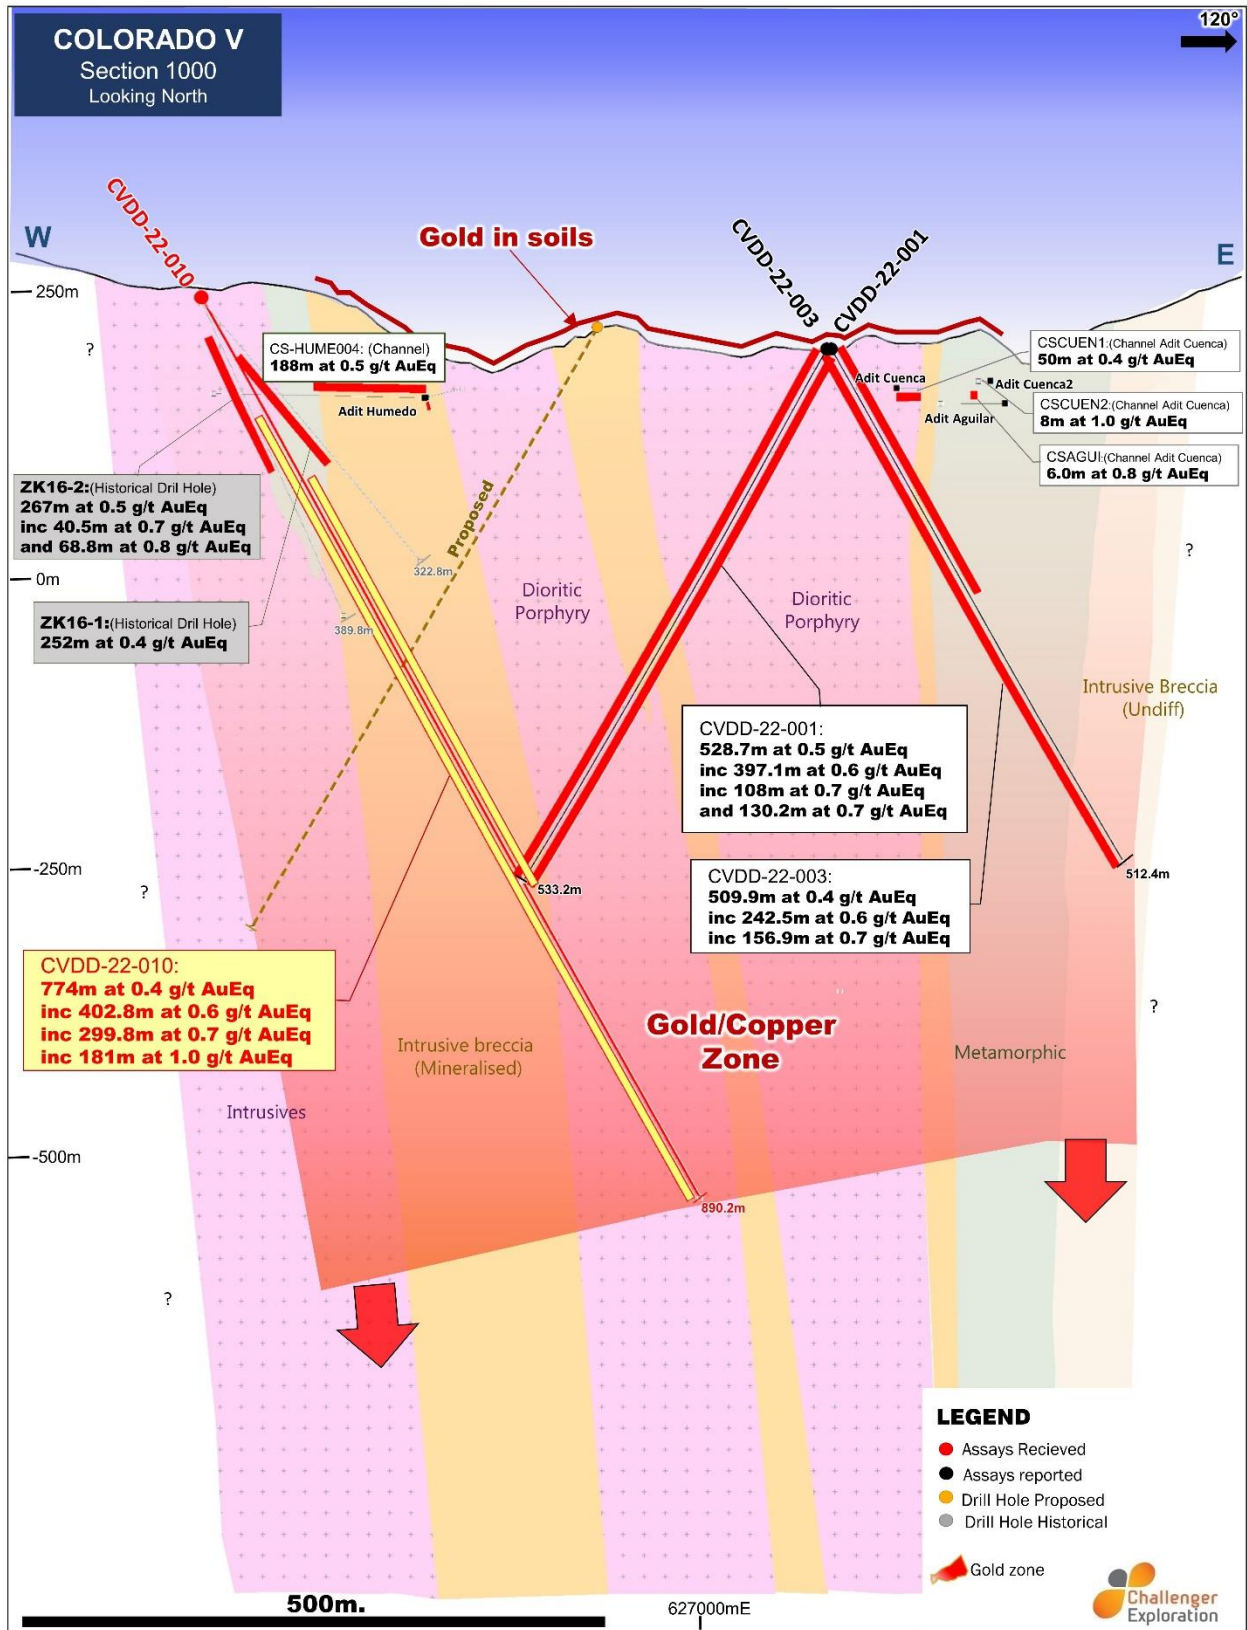 COLORADO V
Section 1000
Looking North
120°
W
E
CVDD-22-010
Gold in soils
CVDD-22-003
CVDD-22-001
250m
?
CS-HUME004: (Channel)
188m at 0.5 g/t AuEq
Adit Humedo
Adit Cuenca
Adit Cuenca2
Adit Aguilar
CSCUEN1:(Channel Adit Cuenca)
50m at 0.4 g/t AuEq
CSCUEN2:(Channel Adit Cuenca)
8m at 1.0 g/t AuEq
CSAGUI:(Channel Adit Cuenca)
6.0m at 0.8 g/t AuEq
ZK16-2:(Historical Dril Hole)
267m at 0.5 g/t AuEq
inc 40.5m at 0.7 g/t AuEq
and 68.8m at 0.8 g/t AuEq
Proposed
?
322.8m
0m
Dioritic
Porphyry
Dioritic
Porphyry
ZK16-1:(Historical Dril Hole)
252m at 0.4 g/t AuEq
389.8m
Intrusive Breccia
(Undiff)
CVDD-22-001:
528.7m at 0.5 g/t AuEq
inc 397.1m at 0.6 g/t AuEq
inc 108m at 0.7 g/t AuEq
and 130.2m at 0.7 g/t AuEq
-250m
?
533.2m
512.4m
CVDD-22-003:
509.9m at 0.4 g/t AuEq
inc 242.5m at 0.6 g/t AuEq
inc 156.9m at 0.7 g/t AuEq
CVDD-22-010:
774m at 0.4 g/t AuEq
inc 402.8m at 0.6 g/t AuEq
inc 299.8m at 0.7 g/t AuEq
inc 181m at 1.0 g/t AuEq
?
Gold/Copper
Zone
Intrusive breccia
(Mineralised)
Metamorphic
Intrusives
-500m
890.2m
?
LEGEND
Assays Recieved
Assays reported
Drill Hole Proposed
Drill Hole Historical
Gold zone
500m.
627000mE
Challenger
Exploration